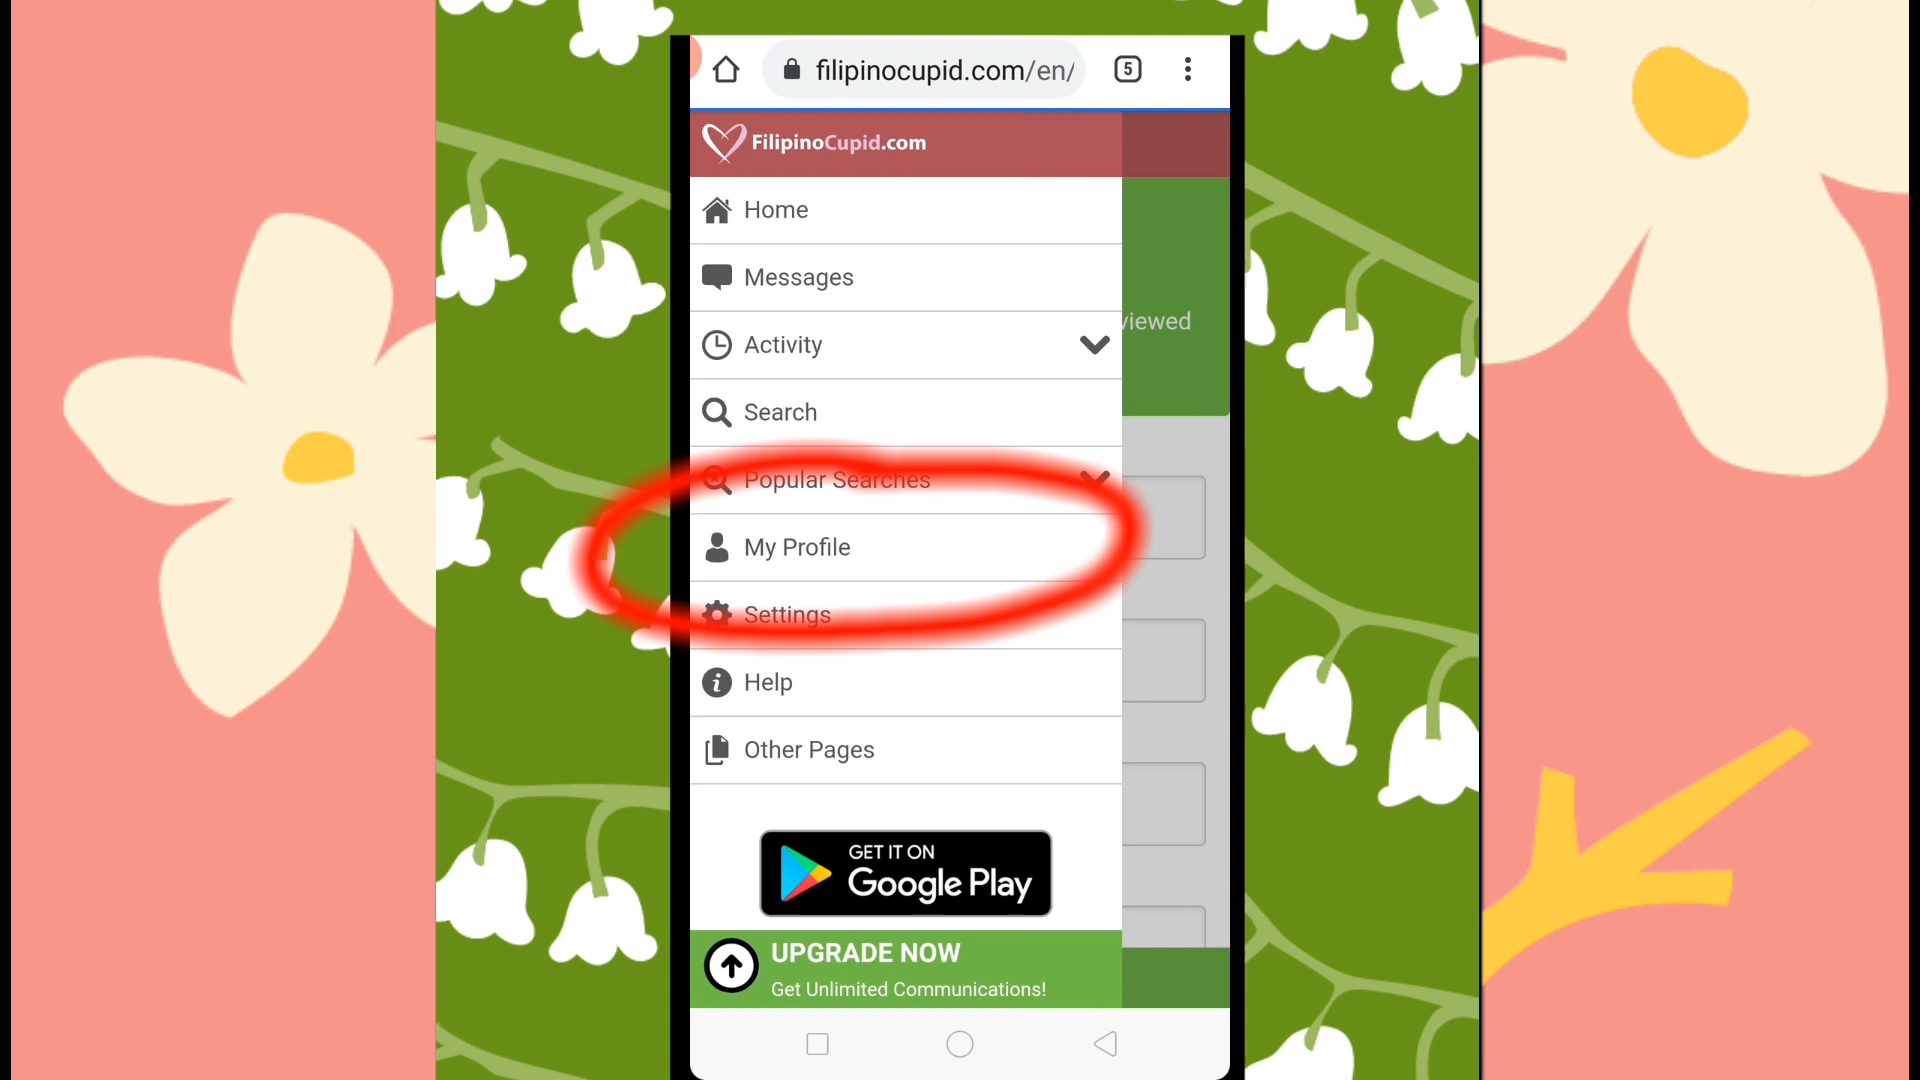 filipinocupid.com/en/
5
FilipinoCupid.com
Home
Messages
Activity
viewed
Search
Popular Searches
My Profile
Settings
Help
Other Pages
GET IT ON
Google Play
UPGRADE NOW
Get Unlimited Communications!